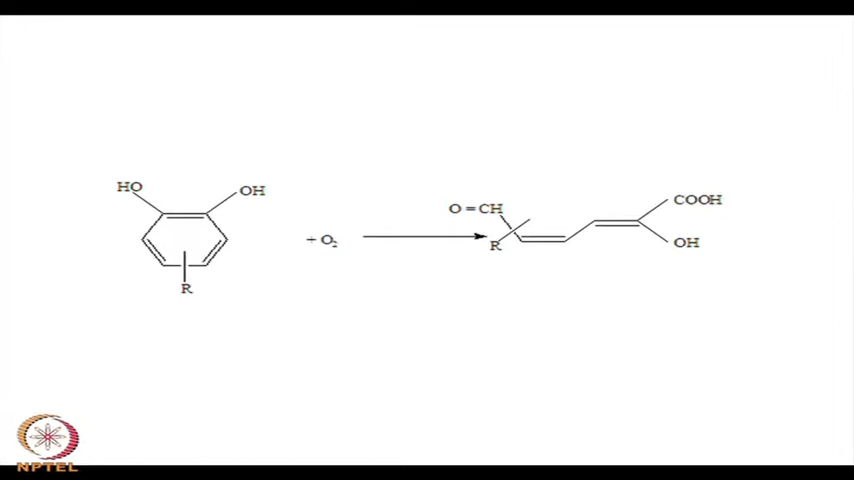 HO
OH
R
+ O₂
O = CH
R
COOH
OH
NPTEL